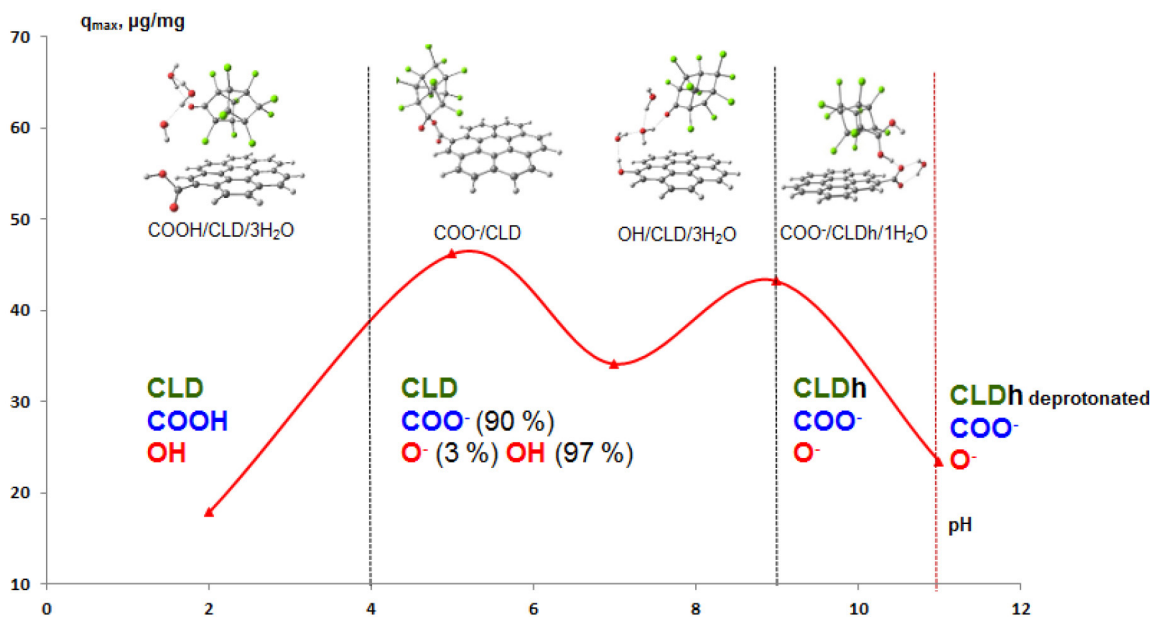 q_max, µg/mg
70
60
50
40
30
20
10
COOH/CLD/3H₂O
COO⁻/CLD
OH/CLD/3H₂O
COO⁻/CLDh/1H₂O
CLD
COOH
OH
CLD
COO⁻ (90 %)
O⁻ (3 %) OH (97 %)
CLDh
COO⁻
O⁻
CLDh deprotonated
COO⁻
O⁻
pH
0 2 4 6 8 10 12